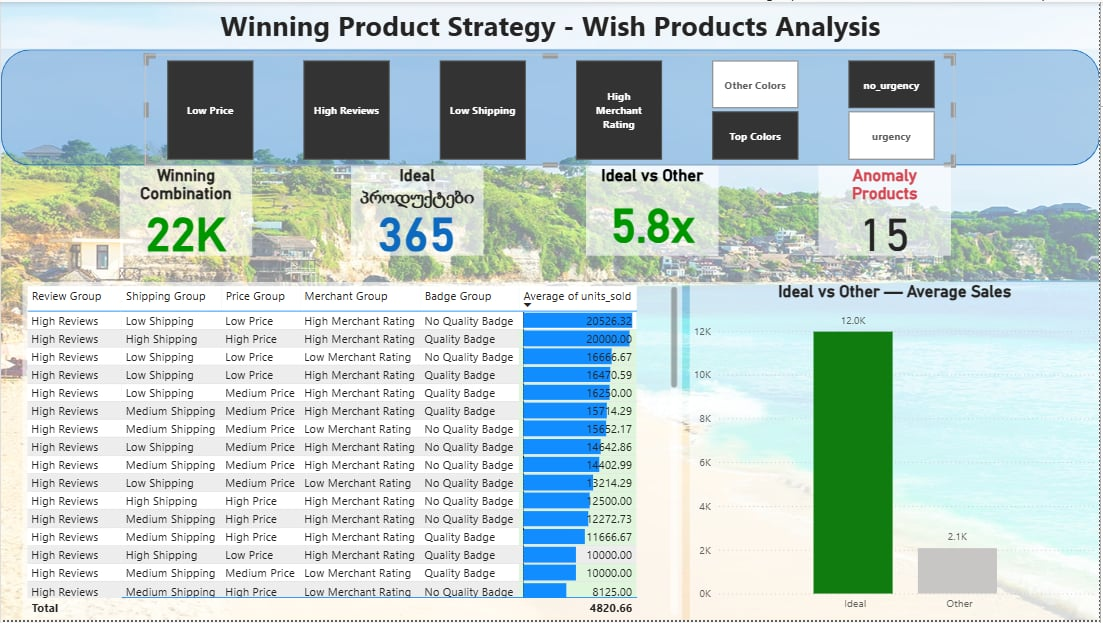 Winning Product Strategy - Wish Products Analysis
Low Price
High Reviews
Low Shipping
High
Merchant
Rating
Other Colors
Top Colors
no_urgency
urgency
Winning
Combination
22K
Ideal
პროდუქტები
365
Ideal vs Other
5.8x
Anomaly
Products
15
Review Group Shipping Group Price Group Merchant Group Badge Group Average of units_sold
High Reviews Low Shipping Low Price High Merchant Rating No Quality Badge 20526.32
High Reviews High Shipping High Price High Merchant Rating Quality Badge 20000.00
High Reviews Low Shipping Low Price Low Merchant Rating No Quality Badge 16666.67
High Reviews Low Shipping Low Price High Merchant Rating Quality Badge 16470.59
High Reviews Low Shipping Medium Price High Merchant Rating Quality Badge 16250.00
High Reviews Medium Shipping Medium Price High Merchant Rating Quality Badge 15714.29
High Reviews Medium Shipping Medium Price Low Merchant Rating No Quality Badge 15652.17
High Reviews Low Shipping Medium Price High Merchant Rating No Quality Badge 14642.86
High Reviews Medium Shipping Medium Price High Merchant Rating No Quality Badge 14402.99
High Reviews Low Shipping Medium Price Low Merchant Rating No Quality Badge 13214.29
High Reviews High Shipping High Price High Merchant Rating No Quality Badge 12500.00
High Reviews Medium Shipping High Price High Merchant Rating No Quality Badge 12272.73
High Reviews Medium Shipping High Price High Merchant Rating Quality Badge 11666.67
High Reviews High Shipping Low Price High Merchant Rating Quality Badge 10000.00
High Reviews Medium Shipping Medium Price Low Merchant Rating Quality Badge 10000.00
High Reviews Medium Shipping High Price Low Merchant Rating No Quality Badge 8125.00
Total 4820.66
Ideal vs Other — Average Sales
12.0K
12K
10K
8K
6K
4K
2.1K
2K
0K
Ideal
Other